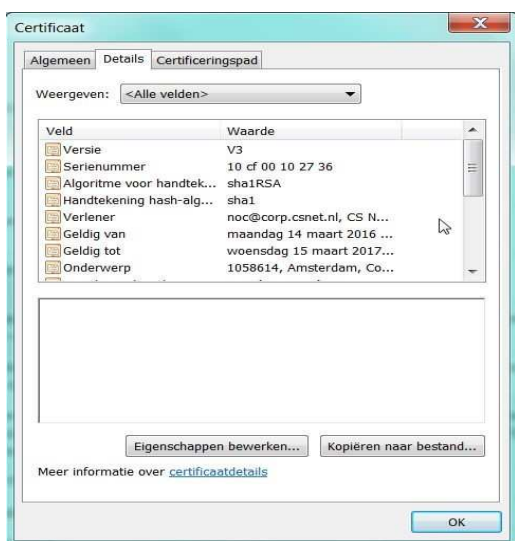 Certificaat
Algemeen Details Certificeringspad
Weergeven: <Alle velden>
Veld Waarde
Versie V3
Serienummer 10 cf 00 10 27 36
Algoritme voor handtek... sha1RSA
Handtekening hash-alg... sha1
Verlener noc@corp.csnet.nl, CS N...
Geldig van maandag 14 maart 2016 ...
Geldig tot woensdag 15 maart 2017...
Onderwerp 1058614, Amsterdam, Co...
Eigenschappen bewerken... Kopiëren naar bestand...
Meer informatie over certificaatdetails
OK